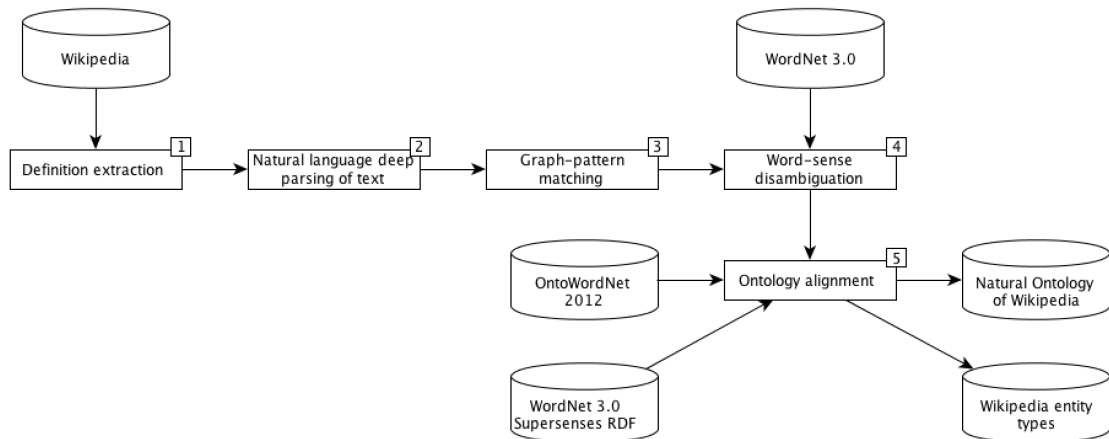 Wikipedia
WordNet 3.0
1
Definition extraction
2
Natural language deep
parsing of text
3
Graph-pattern
matching
4
Word-sense
disambiguation
OntoWordNet
2012
5
Ontology alignment
Natural Ontology
of Wikipedia
WordNet 3.0
Supersenses RDF
Wikipedia entity
types